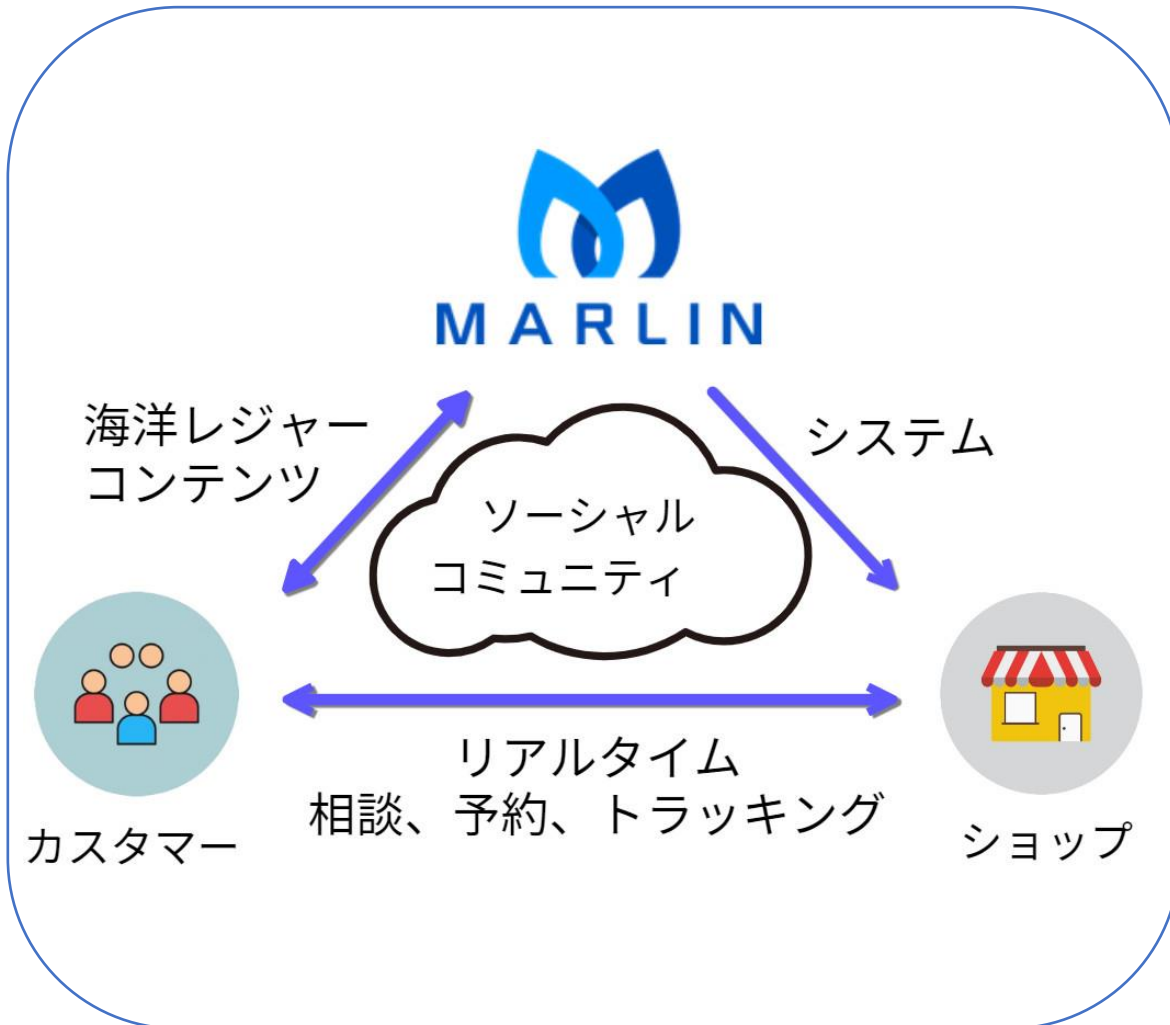 MARLIN
海洋レジャー
コンテンツ
システム
ソーシャル
コミュニティ
リアルタイム
相談、予約、トラッキング
カスタマー
ショップ